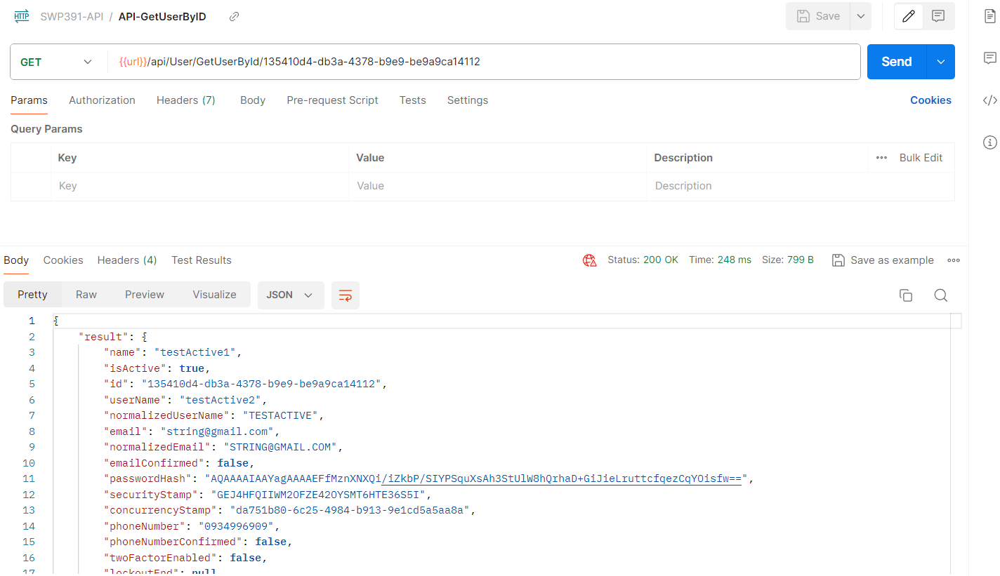 HTTP SWP391-API / API-GetUserByID Save
GET {{url}}/api/User/GetUserById/135410d4-db3a-4378-b9e9-be9a9ca14112 Send
Params Authorization Headers (7) Body Pre-request Script Tests Settings Cookies
Query Params
Key Value Description ••• Bulk Edit
Key Value Description
Body Cookies Headers (4) Test Results Status: 200 OK Time: 248 ms Size: 799 B Save as example
Pretty Raw Preview Visualize JSON
1 {
2 "result": {
3 "name": "testActive1",
4 "isActive": true,
5 "id": "135410d4-db3a-4378-b9e9-be9a9ca14112",
6 "userName": "testActive2",
7 "normalizedUserName": "TESTACTIVE",
8 "email": "string@gmail.com",
9 "normalizedEmail": "STRING@GMAIL.COM",
10 "emailConfirmed": false,
11 "passwordHash": "AQAAAAIAAYagAAAAEFfMznXNXQi/iZkbP/SIYPSquXsAh3StUlW8hQrhaD+GiJieLruttcfqezCqYOisfw==",
12 "securityStamp": "GEJ4HFQIIWM2OFZE42OYSMT6HTE36S5I",
13 "concurrencyStamp": "da751b80-6c25-4984-b913-9e1cd5a5aa8a",
14 "phoneNumber": "0934996909",
15 "phoneNumberConfirmed": false,
16 "twoFactorEnabled": false,
17 "lockoutEnd": null